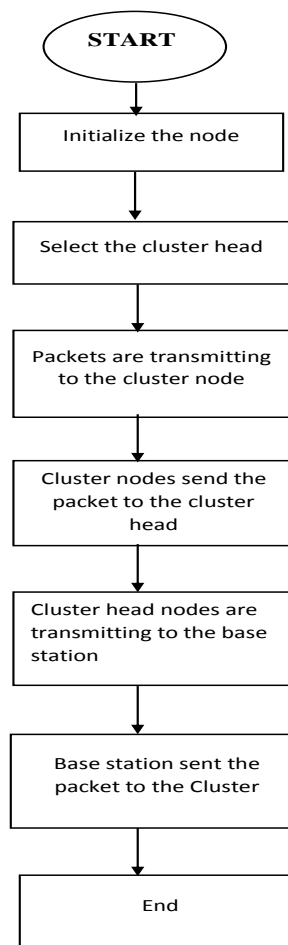 START
Initialize the node
Select the cluster head
Packets are transmitting
to the cluster node
Cluster nodes send the
packet to the cluster
head
Cluster head nodes are
transmitting to the base
station
Base station sent the
packet to the Cluster
End